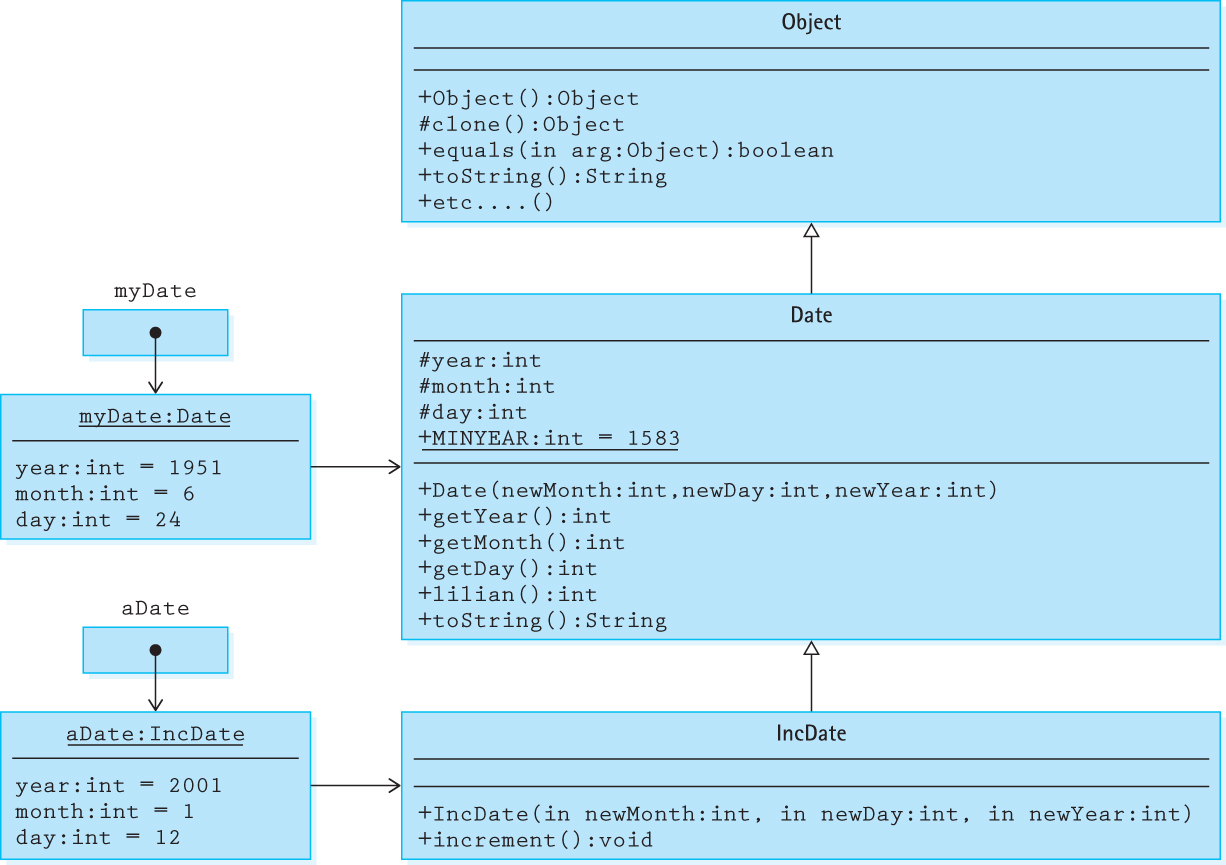 Object
+Object():Object
#clone():Object
+equals(in arg:Object):boolean
+toString():String
+etc....()
myDate
myDate:Date
year:int = 1951
month:int = 6
day:int = 24
Date
#year:int
#month:int
#day:int
+MINYEAR:int = 1583
+Date(newMonth:int,newDay:int,newYear:int)
+getYear():int
+getMonth():int
+getDay():int
+lilian():int
+toString():String
aDate
aDate:IncDate
year:int = 2001
month:int = 1
day:int = 12
IncDate
+IncDate(in newMonth:int, in newDay:int, in newYear:int)
+increment():void